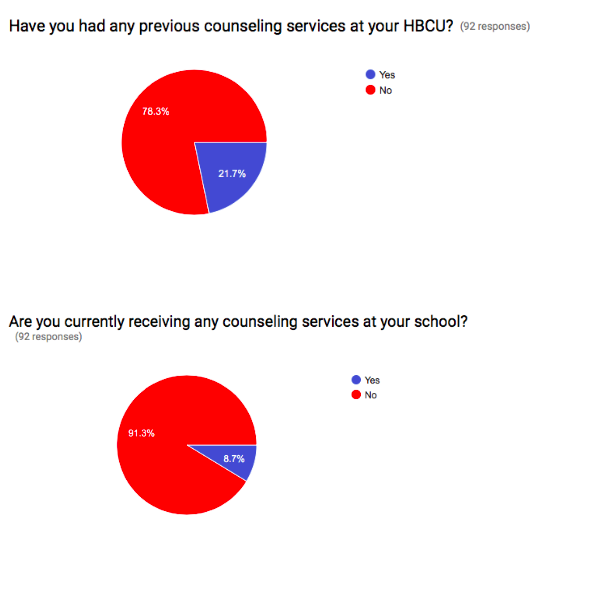 Have you had any previous counseling services at your HBCU? (92 responses)
Yes
No
78.3%
21.7%
Are you currently receiving any counseling services at your school?
(92 responses)
Yes
No
91.3%
8.7%